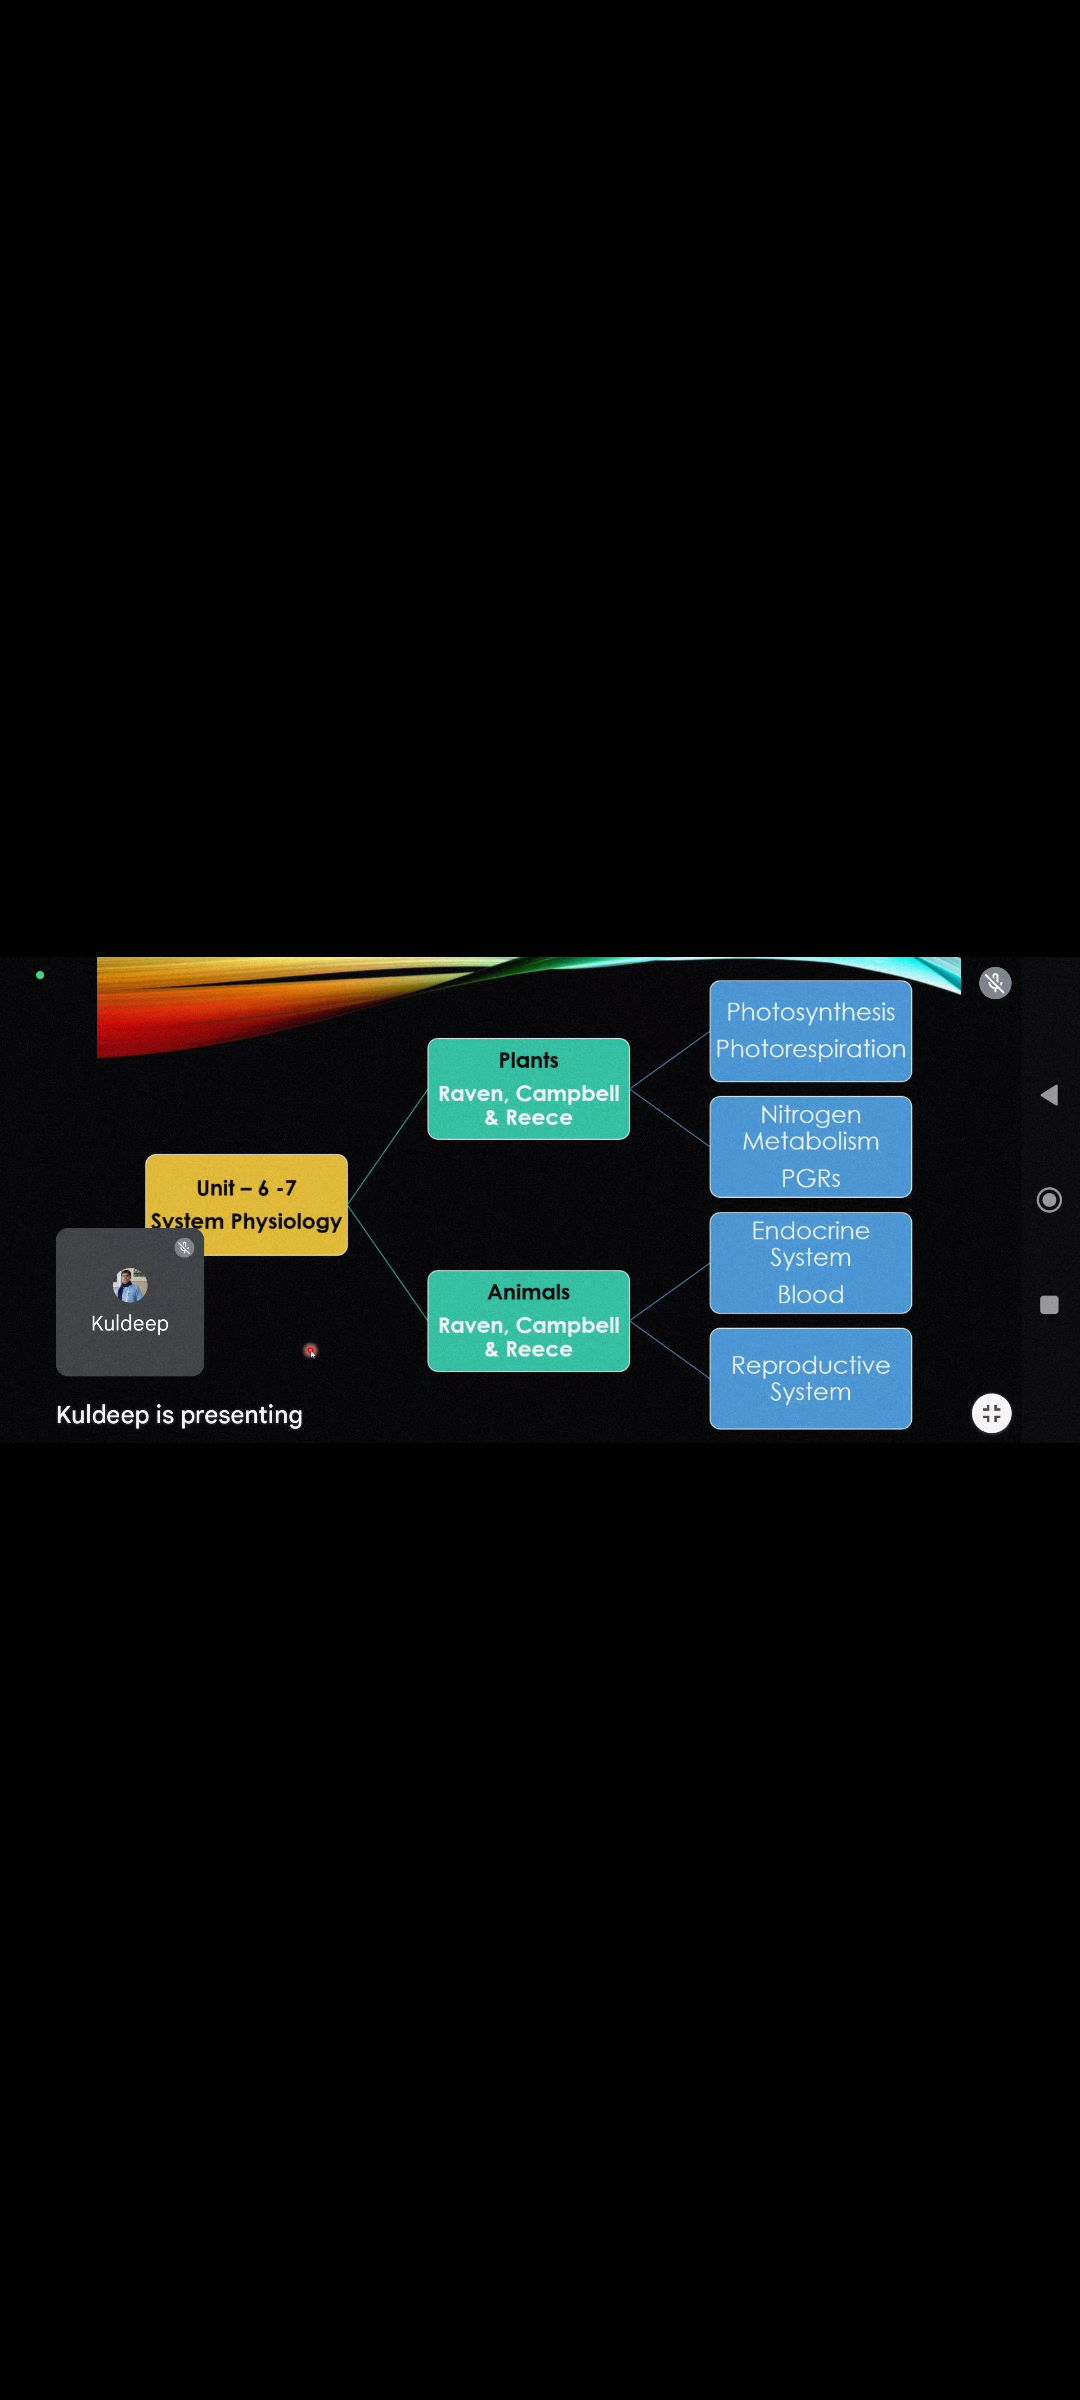 Photosynthesis
Photorespiration
Plants
Raven, Campbell
& Reece
Nitrogen
Metabolism
PGRs
Unit – 6 -7
System Physiology
Endocrine
System
Blood
Animals
Raven, Campbell
& Reece
Reproductive
System
Kuldeep
Kuldeep is presenting